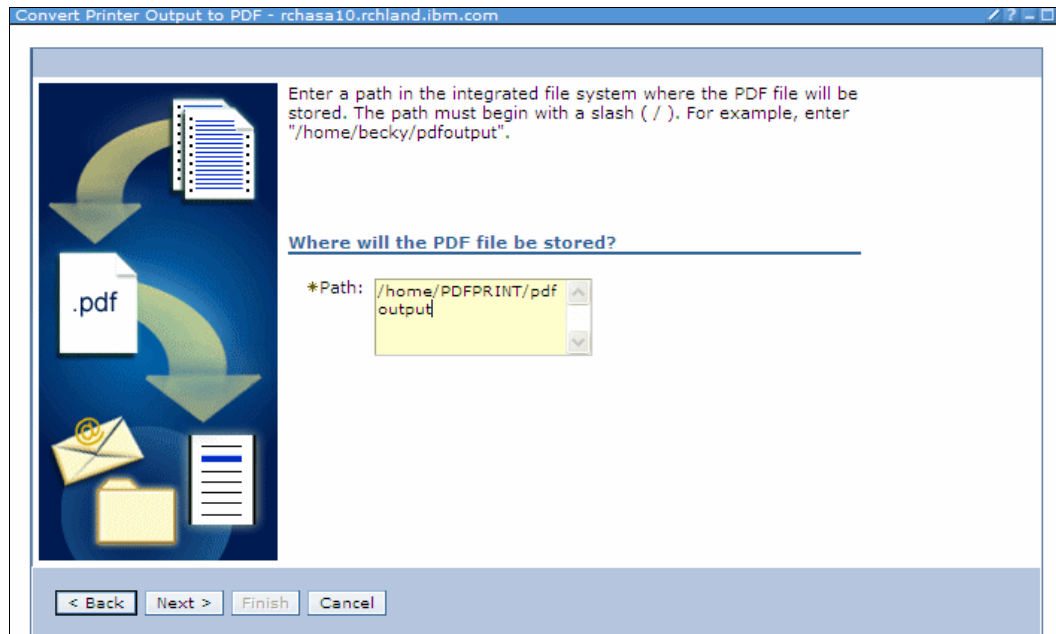 Convert Printer Output to PDF - rchasa10.rchland.ibm.com
Enter a path in the integrated file system where the PDF file will be
stored. The path must begin with a slash ( / ). For example, enter
"/home/becky/pdfoutput".
Where will the PDF file be stored?
*Path:
/home/PDFPRINT/pdf
output
.pdf
@
< Back
Next >
Finish
Cancel